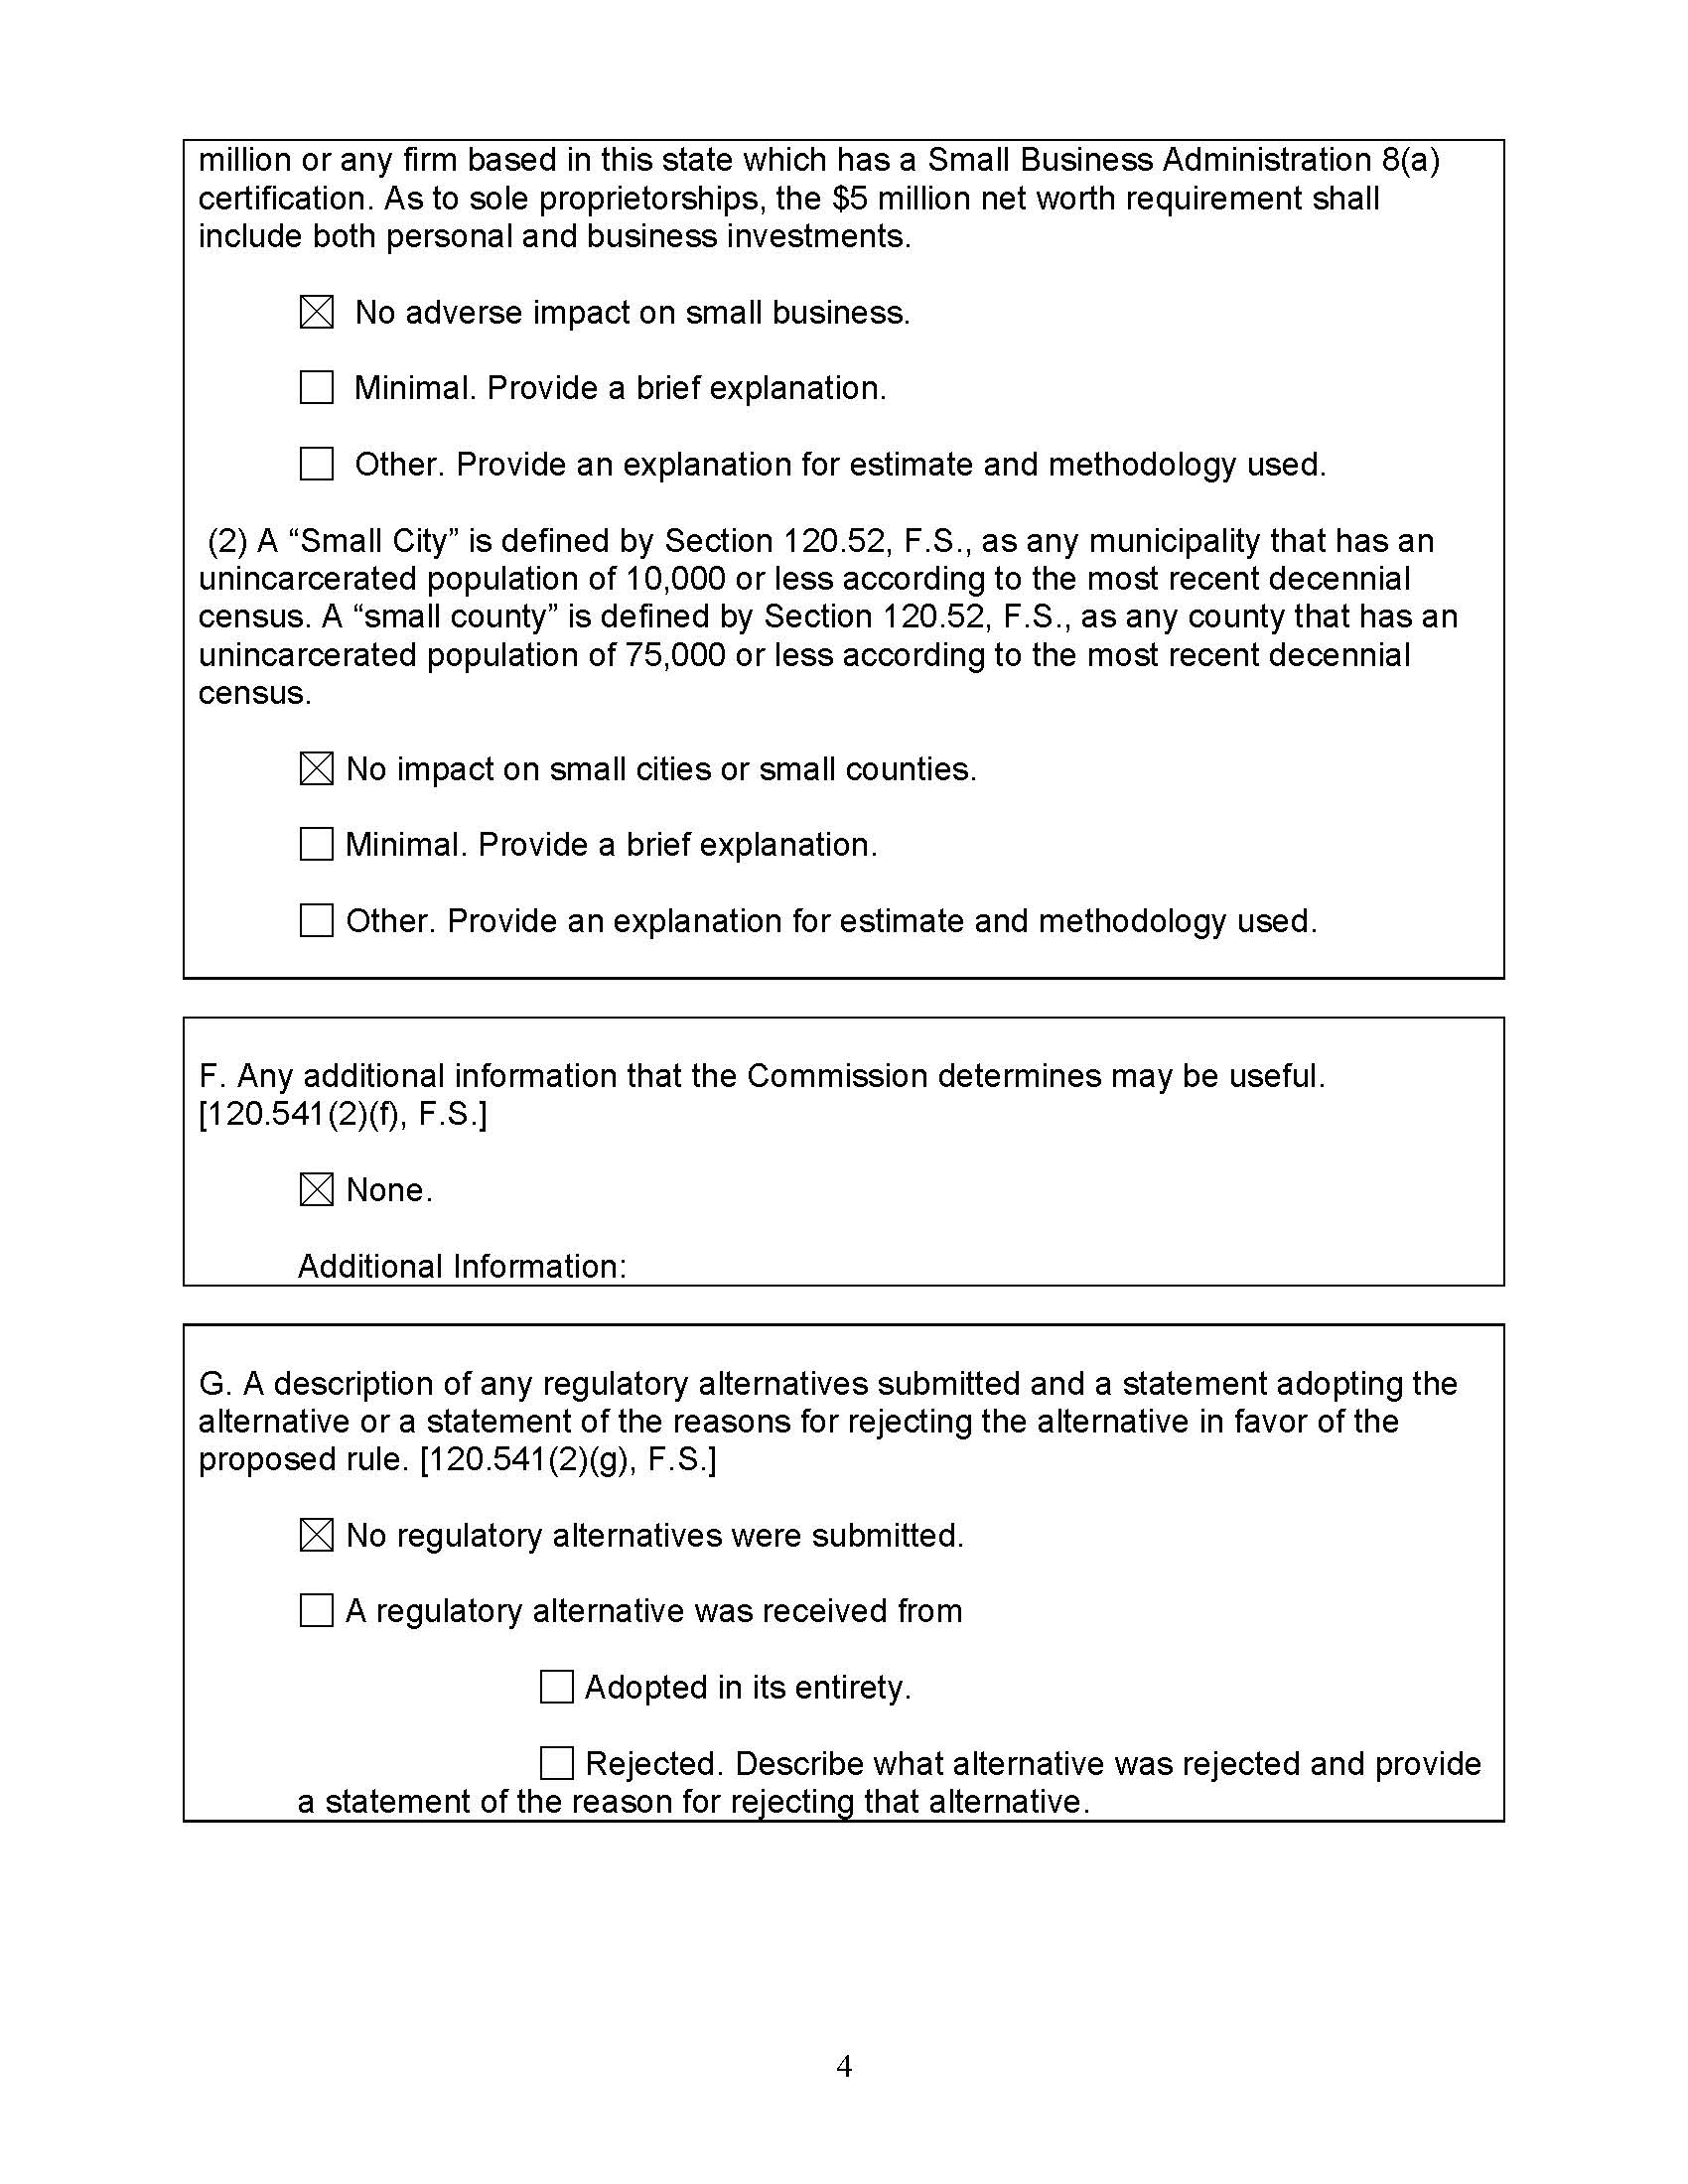 million or any firm based in this state which has a Small Business Administration 8(a)
certification. As to sole proprietorships, the $5 million net worth requirement shall
include both personal and business investments.
☒ No adverse impact on small business.
☐ Minimal. Provide a brief explanation.
☐ Other. Provide an explanation for estimate and methodology used.
(2) A “Small City” is defined by Section 120.52, F.S., as any municipality that has an
unincarcerated population of 10,000 or less according to the most recent decennial
census. A “small county” is defined by Section 120.52, F.S., as any county that has an
unincarcerated population of 75,000 or less according to the most recent decennial
census.
☒ No impact on small cities or small counties.
☐ Minimal. Provide a brief explanation.
☐ Other. Provide an explanation for estimate and methodology used.
F. Any additional information that the Commission determines may be useful.
[120.541(2)(f), F.S.]
☒ None.
Additional Information:
G. A description of any regulatory alternatives submitted and a statement adopting the
alternative or a statement of the reasons for rejecting the alternative in favor of the
proposed rule. [120.541(2)(g), F.S.]
☒ No regulatory alternatives were submitted.
☐ A regulatory alternative was received from
☐ Adopted in its entirety.
☐ Rejected. Describe what alternative was rejected and provide
a statement of the reason for rejecting that alternative.
4